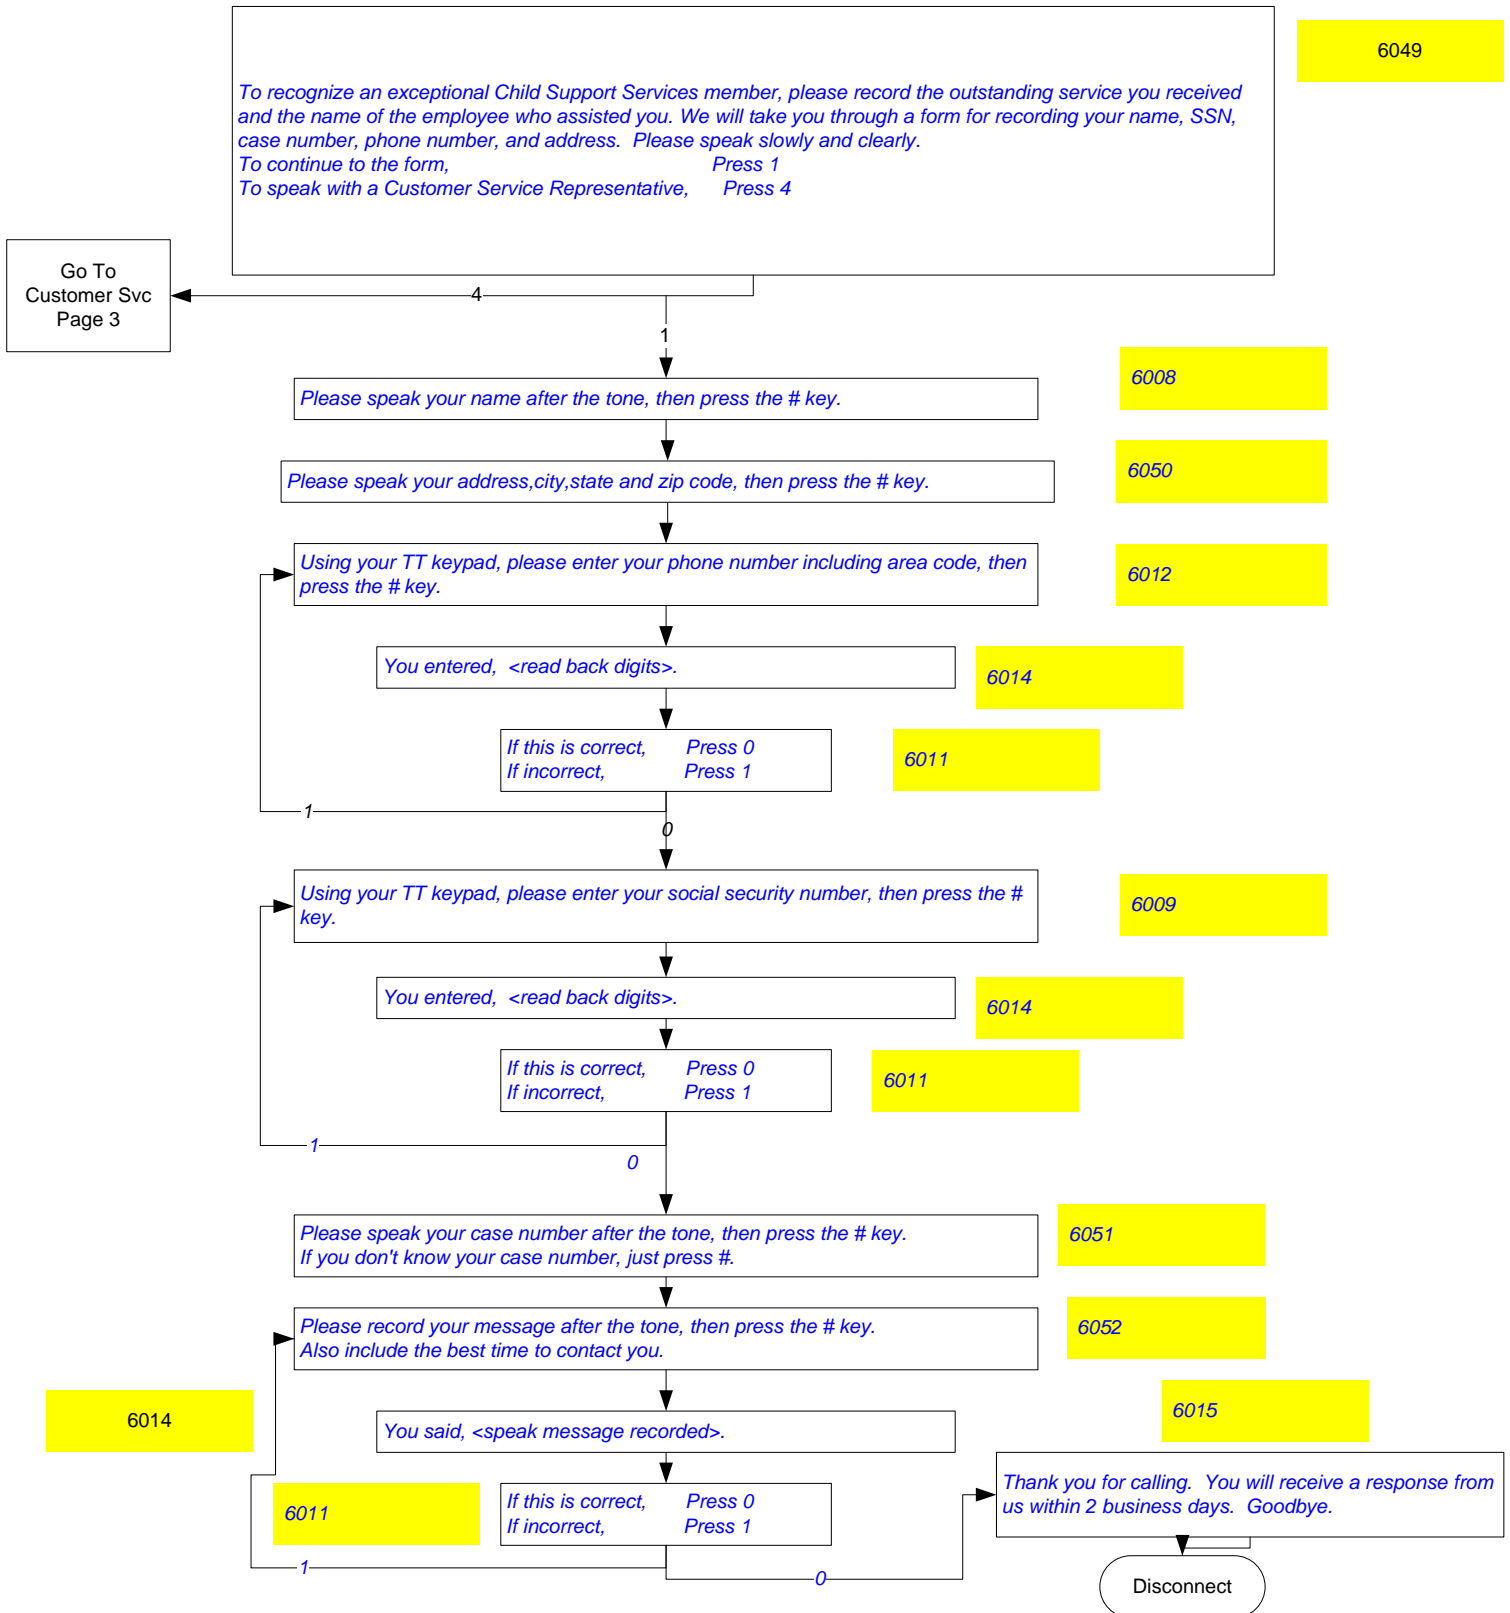 6049
To recognize an exceptional Child Support Services member, please record the outstanding service you received
and the name of the employee who assisted you. We will take you through a form for recording your name, SSN,
case number, phone number, and address.  Please speak slowly and clearly.
To continue to the form, Press 1
To speak with a Customer Service Representative, Press 4
Go To
Customer Svc
Page 3
4
1
Please speak your name after the tone, then press the # key.
6008
Please speak your address,city,state and zip code, then press the # key.
6050
Using your TT keypad, please enter your phone number including area code, then
press the # key.
6012
You entered,  <read back digits>.
6014
If this is correct, Press 0
If incorrect, Press 1
6011
1
0
Using your TT keypad, please enter your social security number, then press the #
key.
6009
You entered,  <read back digits>.
6014
If this is correct, Press 0
If incorrect, Press 1
6011
1
0
Please speak your case number after the tone, then press the # key.
If you don't know your case number, just press #.
6051
Please record your message after the tone, then press the # key.
Also include the best time to contact you.
6052
6014
You said, <speak message recorded>.
6015
6011
If this is correct, Press 0
If incorrect, Press 1
Thank you for calling.  You will receive a response from
us within 2 business days.  Goodbye.
1
0
Disconnect